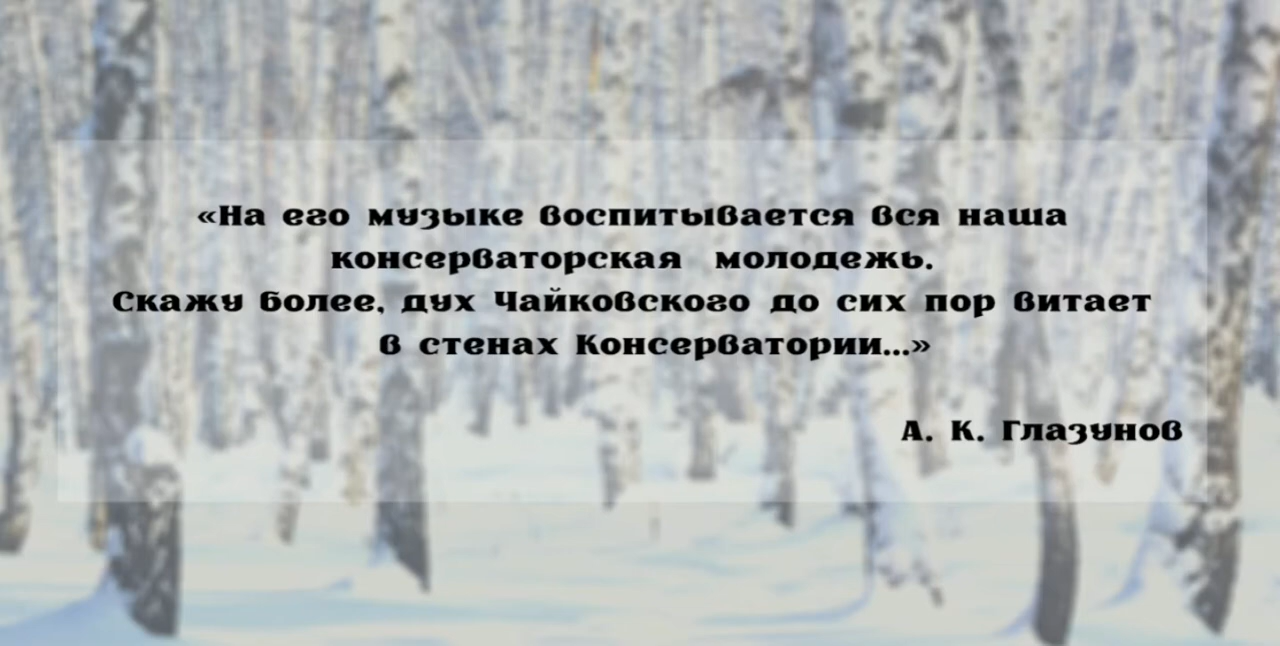 «На его музыке воспитывается вся наша
консерваторская молодежь.
Скажу более, дух Чайковского до сих пор витает
в стенах Консерватории...»
А. К. Глазунов